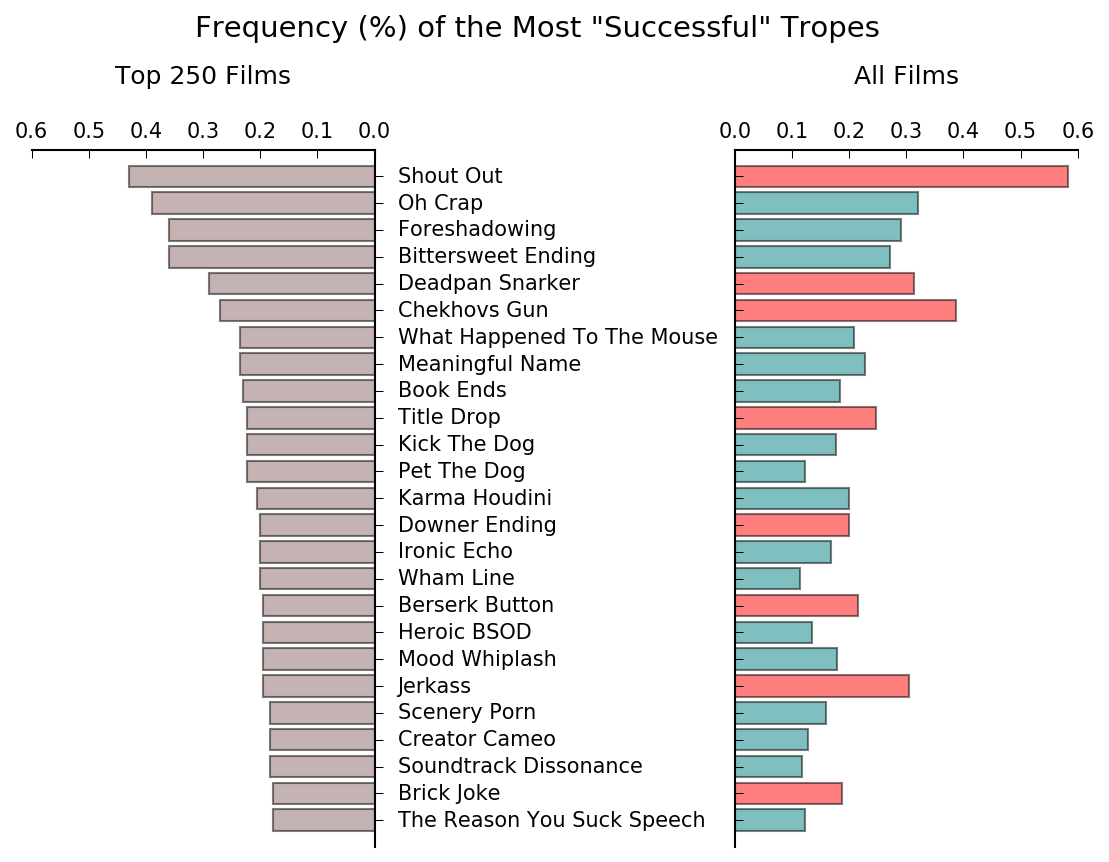 Frequency (%) of the Most "Successful" Tropes
Top 250 Films
All Films
0.6 0.5 0.4 0.3 0.2 0.1 0.0
0.0 0.1 0.2 0.3 0.4 0.5 0.6
Shout Out
Oh Crap
Foreshadowing
Bittersweet Ending
Deadpan Snarker
Chekhovs Gun
What Happened To The Mouse
Meaningful Name
Book Ends
Title Drop
Kick The Dog
Pet The Dog
Karma Houdini
Downer Ending
Ironic Echo
Wham Line
Berserk Button
Heroic BSOD
Mood Whiplash
Jerkass
Scenery Porn
Creator Cameo
Soundtrack Dissonance
Brick Joke
The Reason You Suck Speech